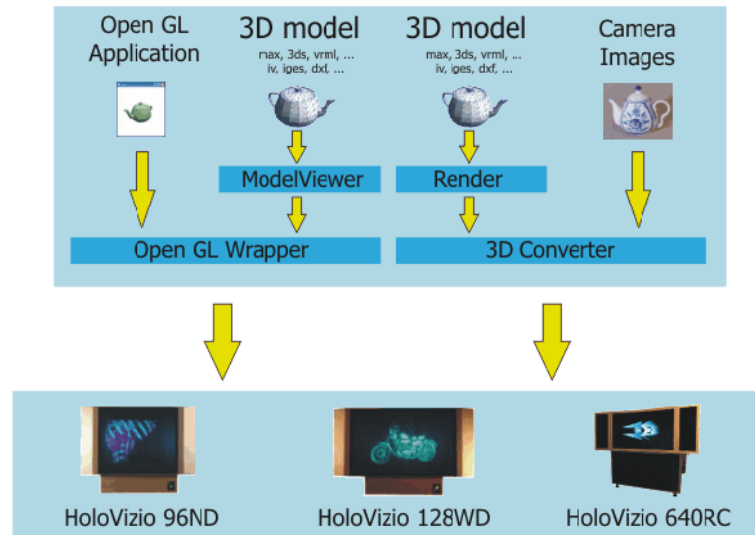 Open GL
Application
3D model
max, 3ds, vrml, ...
iv, iges, dxf, ...
3D model
max, 3ds, vrml, ...
iv, iges, dxf, ...
Camera
Images
ModelViewer
Render
Open GL Wrapper
3D Converter
HoloVizio 96ND
HoloVizio 128WD
HoloVizio 640RC